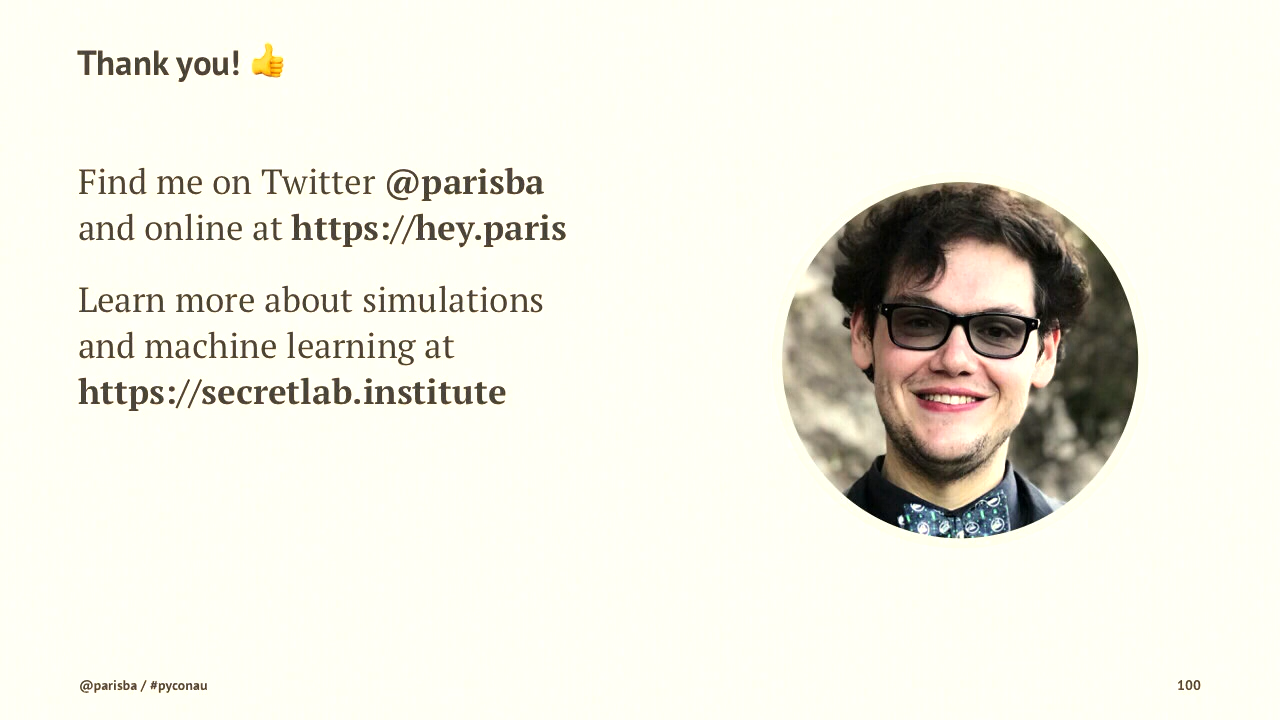 Thank you! 👍
Find me on Twitter @parisba
and online at https://hey.paris
Learn more about simulations
and machine learning at
https://secretlab.institute
@parisba / #pyconau
100